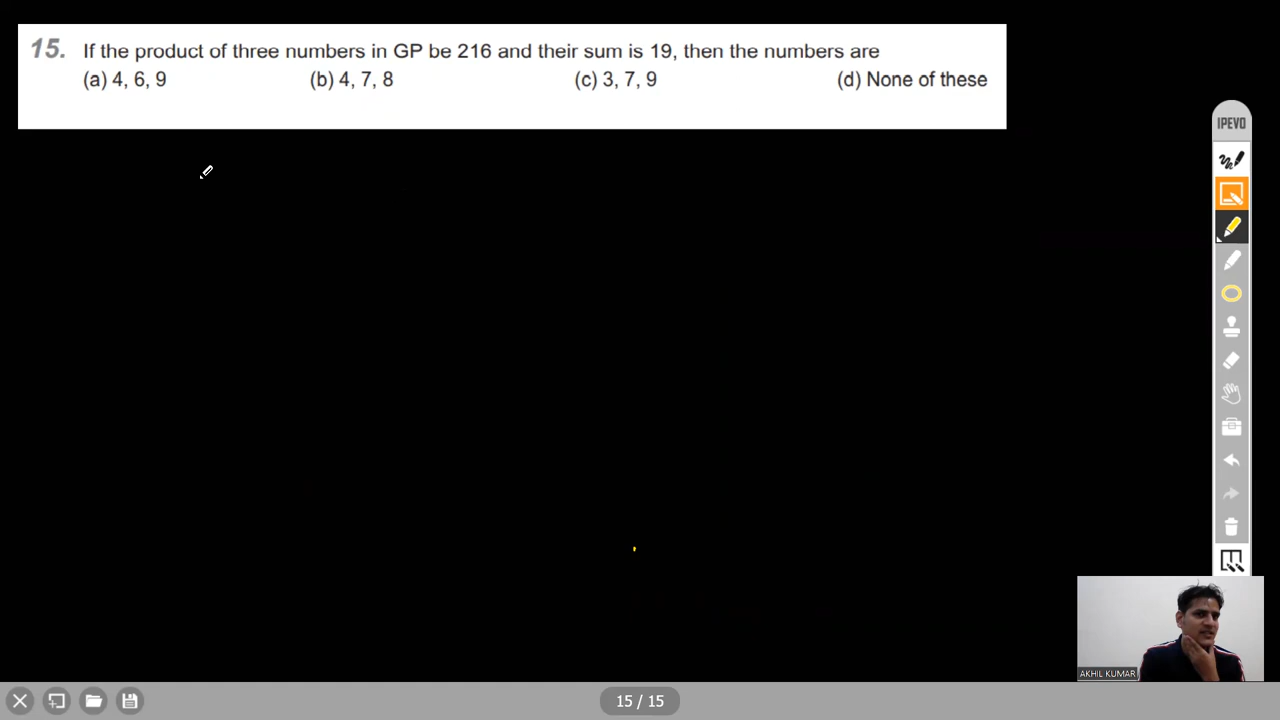 15. If the product of three numbers in GP be 216 and their sum is 19, then the numbers are
(a) 4, 6, 9 (b) 4, 7, 8 (c) 3, 7, 9 (d) None of these
IPEVO
AKHIL KUMAR
15 / 15